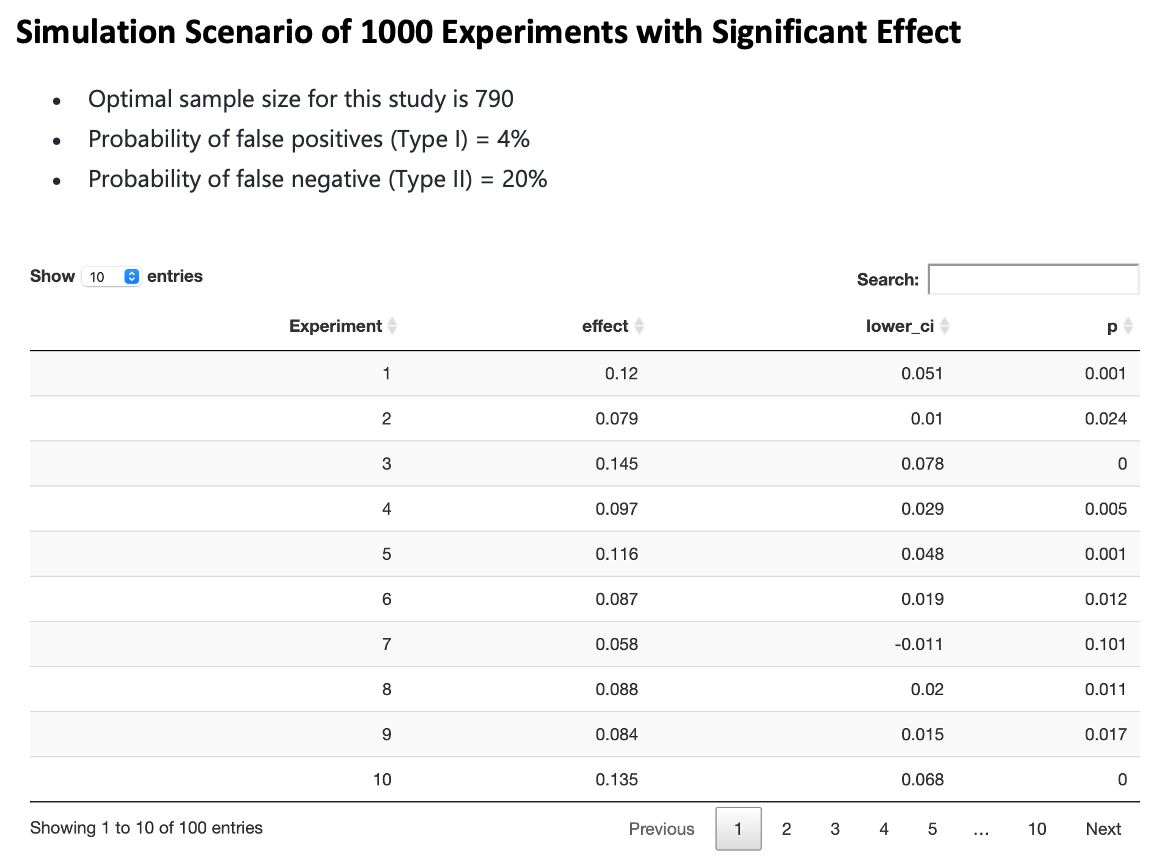 Simulation Scenario of 1000 Experiments with Significant Effect
• Optimal sample size for this study is 790
• Probability of false positives (Type I) = 4%
• Probability of false negative (Type II) = 20%
Show 10 entries Search:
Experiment effect lower_ci p
1 0.12 0.051 0.001
2 0.079 0.01 0.024
3 0.145 0.078 0
4 0.097 0.029 0.005
5 0.116 0.048 0.001
6 0.087 0.019 0.012
7 0.058 -0.011 0.101
8 0.088 0.02 0.011
9 0.084 0.015 0.017
10 0.135 0.068 0
Showing 1 to 10 of 100 entries Previous 1 2 3 4 5 ... 10 Next